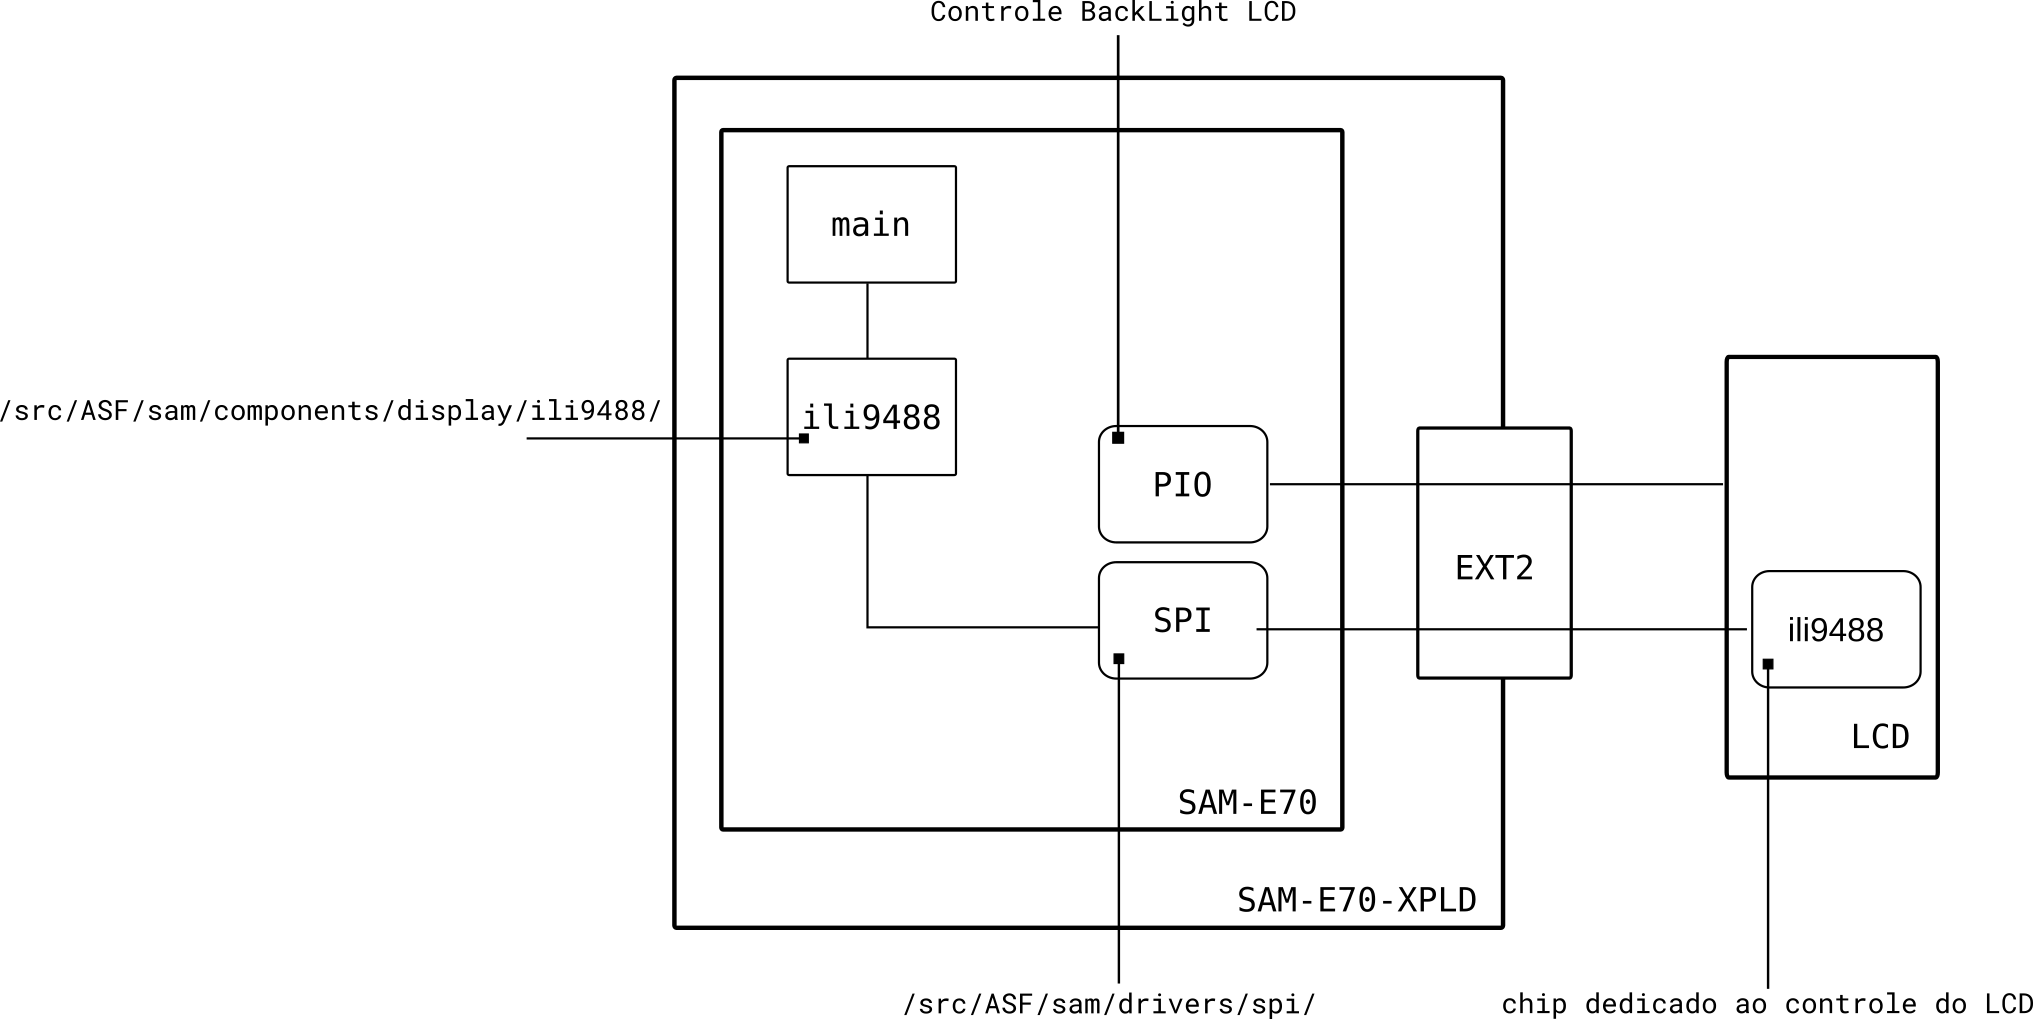 Controle BackLight LCD
main
/src/ASF/sam/components/display/ili9488/
ili9488
PIO
EXT2
SPI
ili9488
LCD
SAM-E70
SAM-E70-XPLD
/src/ASF/sam/drivers/spi/
chip dedicado ao controle do LCD